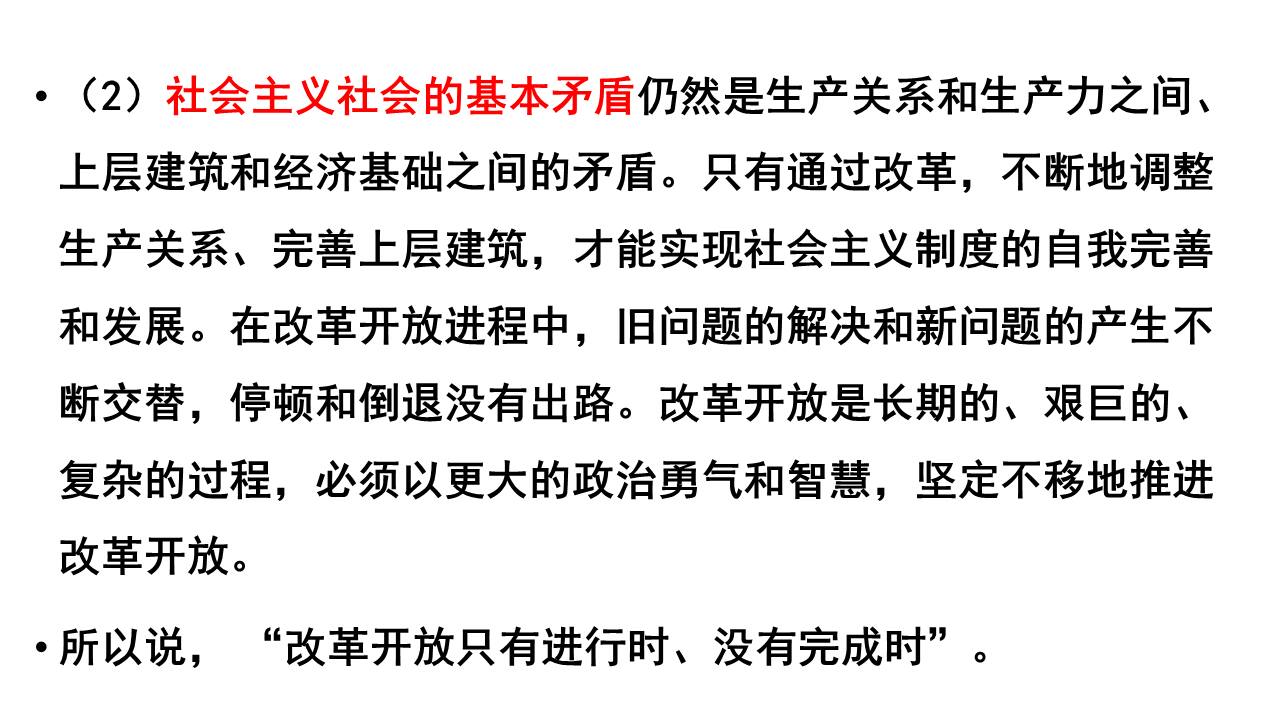 •（2）社会主义社会的基本矛盾仍然是生产关系和生产力之间、
上层建筑和经济基础之间的矛盾。只有通过改革，不断地调整
生产关系、完善上层建筑，才能实现社会主义制度的自我完善
和发展。在改革开放进程中，旧问题的解决和新问题的产生不
断交替，停顿和倒退没有出路。改革开放是长期的、艰巨的、
复杂的过程，必须以更大的政治勇气和智慧，坚定不移地推进
改革开放。
•所以说，“改革开放只有进行时、没有完成时”。